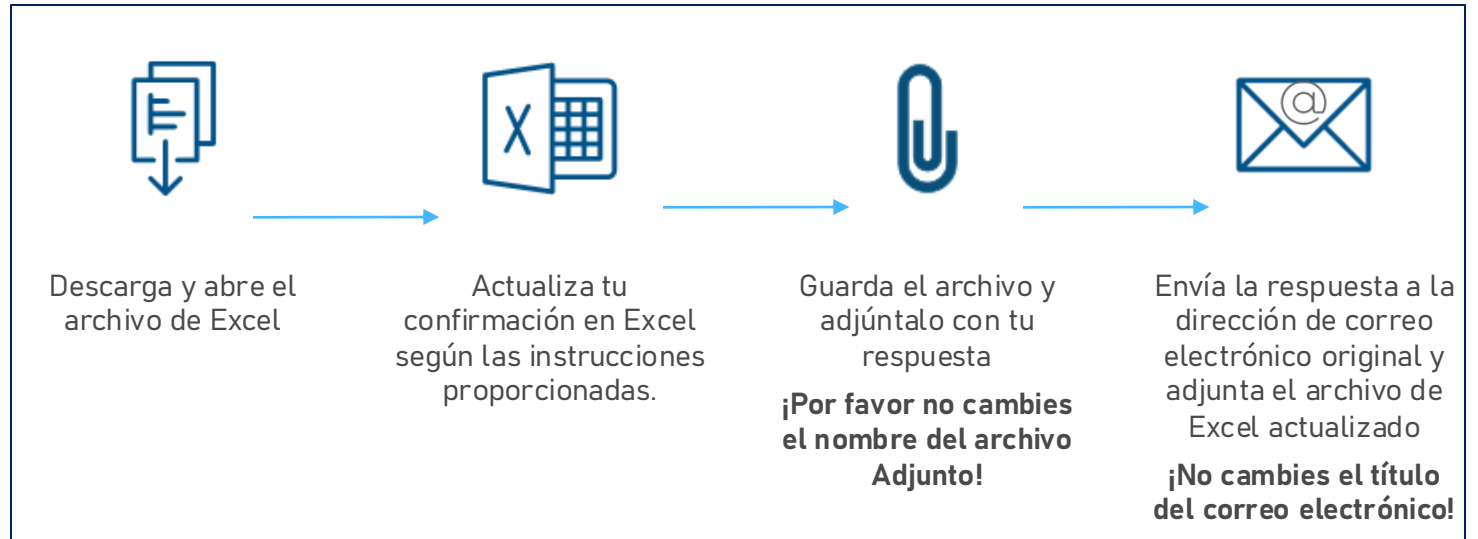 Descarga y abre el
archivo de Excel
X
Actualiza tu
confirmación en Excel
según las instrucciones
proporcionadas.
Guarda el archivo y
adjúntalo con tu
respuesta
¡Por favor no cambies
el nombre del archivo
Adjunto!
@
Envía la respuesta a la
dirección de correo
electrónico original y
adjunta el archivo de
Excel actualizado
¡No cambies el título
del correo electrónico!